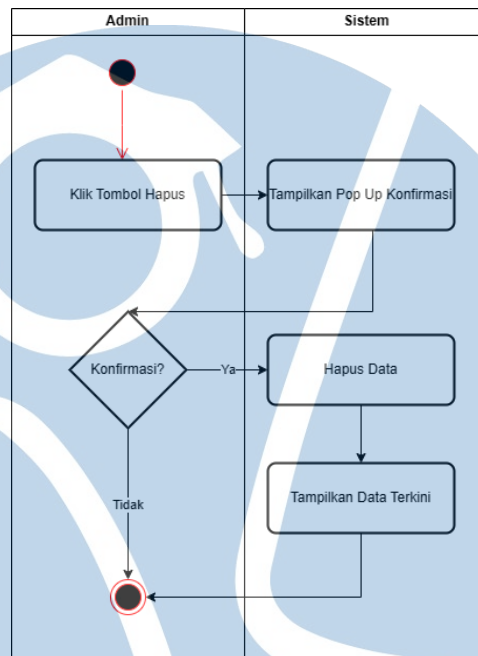 Admin
Sistem
Klik Tombol Hapus
Tampilkan Pop Up Konfirmasi
Konfirmasi?
Ya
Hapus Data
Tampilkan Data Terkini
Tidak